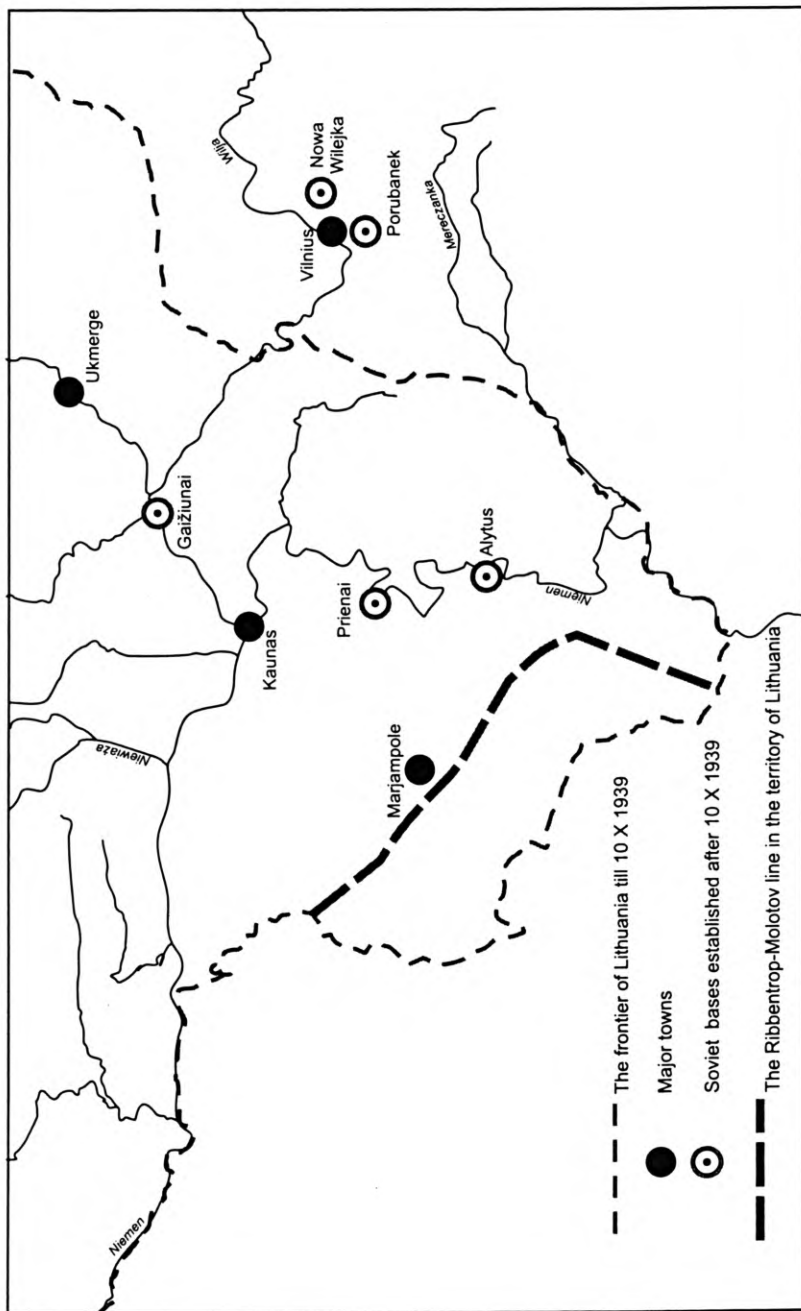 Wilja
Ukmerge
Nowa
Wilejka
Vilnius
Porubanek
Gaižiunai
Mereczanka
Kaunas
Niewiaża
Prienai
Alytus
Niemen
Marjampole
Niemen
The frontier of Lithuania till 10 X 1939
Major towns
Soviet bases established after 10 X 1939
The Ribbentrop-Molotov line in the territory of Lithuania